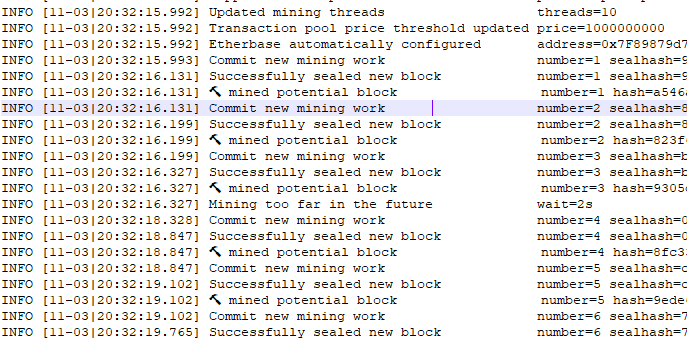 INFO [11-03|20:32:15.992] Updated mining threads threads=10
INFO [11-03|20:32:15.992] Transaction pool price threshold updated price=1000000000
INFO [11-03|20:32:15.992] Etherbase automatically configured address=0x7F89879d7
INFO [11-03|20:32:15.993] Commit new mining work number=1 sealhash=9
INFO [11-03|20:32:16.131] Successfully sealed new block number=1 sealhash=9
INFO [11-03|20:32:16.131] 🔨 mined potential block number=1 hash=a546a
INFO [11-03|20:32:16.131] Commit new mining work number=2 sealhash=8
INFO [11-03|20:32:16.199] Successfully sealed new block number=2 sealhash=8
INFO [11-03|20:32:16.199] 🔨 mined potential block number=2 hash=823f
INFO [11-03|20:32:16.199] Commit new mining work number=3 sealhash=b
INFO [11-03|20:32:16.327] Successfully sealed new block number=3 sealhash=b
INFO [11-03|20:32:16.327] 🔨 mined potential block number=3 hash=9305
INFO [11-03|20:32:16.327] Mining too far in the future wait=2s
INFO [11-03|20:32:18.328] Commit new mining work number=4 sealhash=0
INFO [11-03|20:32:18.847] Successfully sealed new block number=4 sealhash=0
INFO [11-03|20:32:18.847] 🔨 mined potential block number=4 hash=8fc3
INFO [11-03|20:32:18.847] Commit new mining work number=5 sealhash=c
INFO [11-03|20:32:19.102] Successfully sealed new block number=5 sealhash=c
INFO [11-03|20:32:19.102] 🔨 mined potential block number=5 hash=9ede
INFO [11-03|20:32:19.102] Commit new mining work number=6 sealhash=7
INFO [11-03|20:32:19.765] Successfully sealed new block number=6 sealhash=7